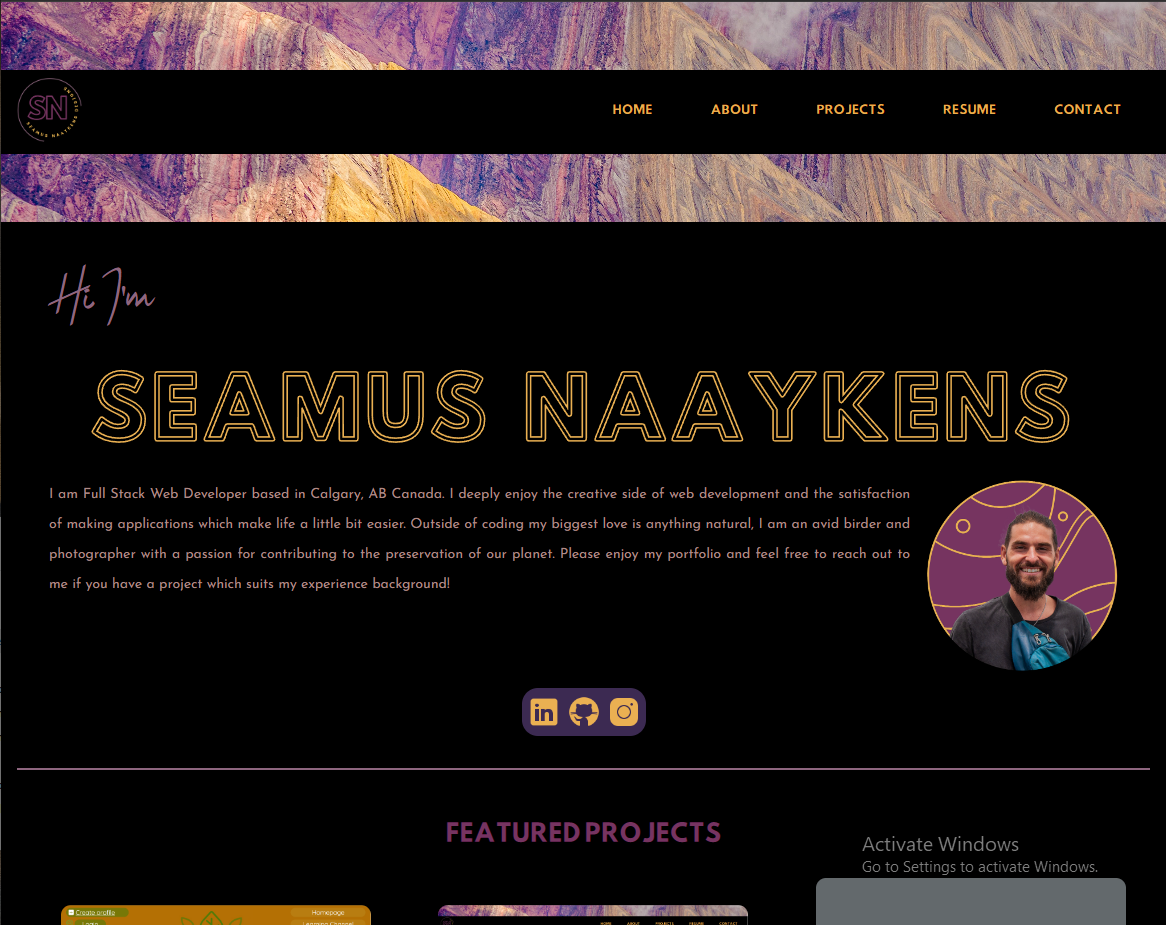 SN
SEAMUS NAAYKENS DESIGNS
HOME ABOUT PROJECTS RESUME CONTACT
Hi I'm
SEAMUS NAAYKENS
I am Full Stack Web Developer based in Calgary, AB Canada. I deeply enjoy the creative side of web development and the satisfaction
of making applications which make life a little bit easier. Outside of coding my biggest love is anything natural, I am an avid birder and
photographer with a passion for contributing to the preservation of our planet. Please enjoy my portfolio and feel free to reach out to
me if you have a project which suits my experience background!
in
FEATURED PROJECTS
Activate Windows
Go to Settings to activate Windows.
Create profile
Homepage
Login
Learning Channel
HOME ABOUT PROJECTS RESUME CONTACT